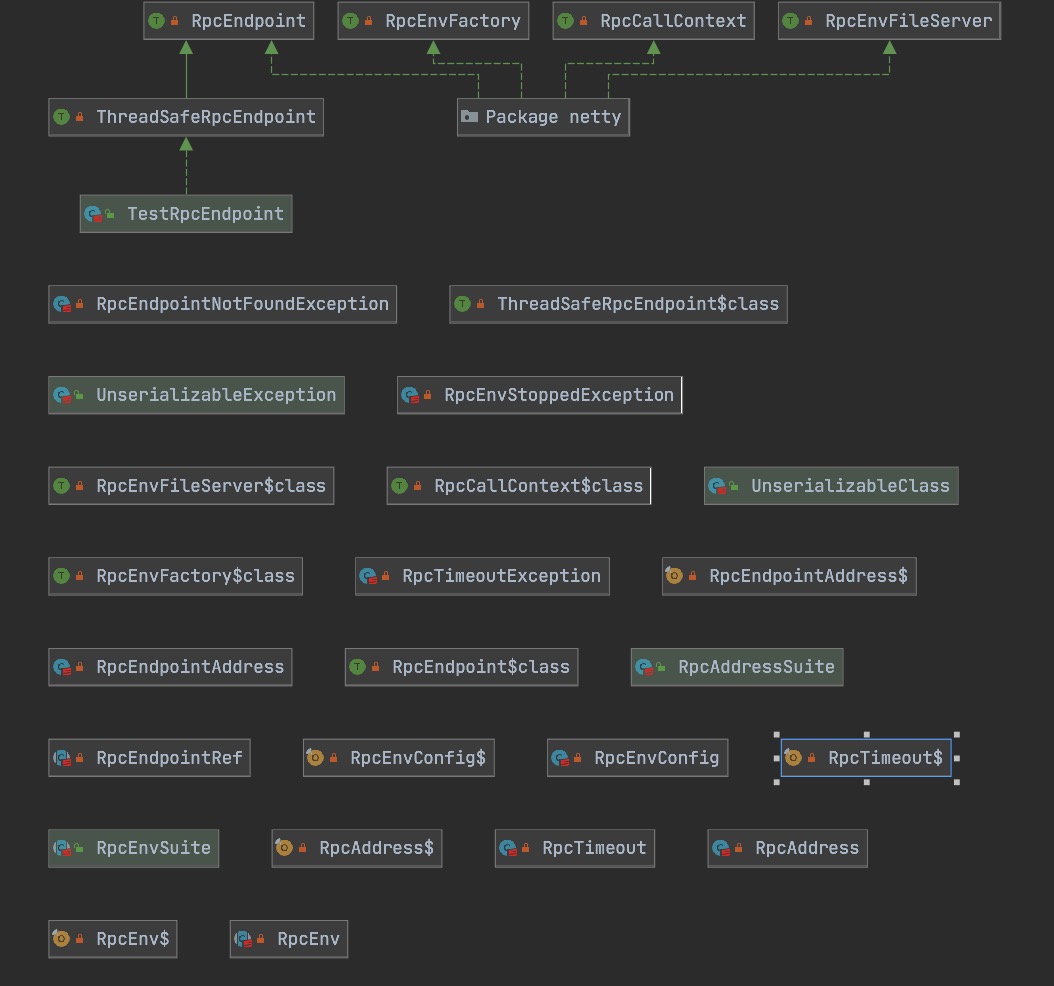 RpcEndpoint RpcEnvFactory RpcCallContext RpcEnvFileServer
ThreadSafeRpcEndpoint Package netty
TestRpcEndpoint
RpcEndpointNotFoundException ThreadSafeRpcEndpoint$class
UnserializableException RpcEnvStoppedException
RpcEnvFileServer$class RpcCallContext$class UnserializableClass
RpcEnvFactory$class RpcTimeoutException RpcEndpointAddress$
RpcEndpointAddress RpcEndpoint$class RpcAddressSuite
RpcEndpointRef RpcEnvConfig$ RpcEnvConfig RpcTimeout$
RpcEnvSuite RpcAddress$ RpcTimeout RpcAddress
RpcEnv$ RpcEnv